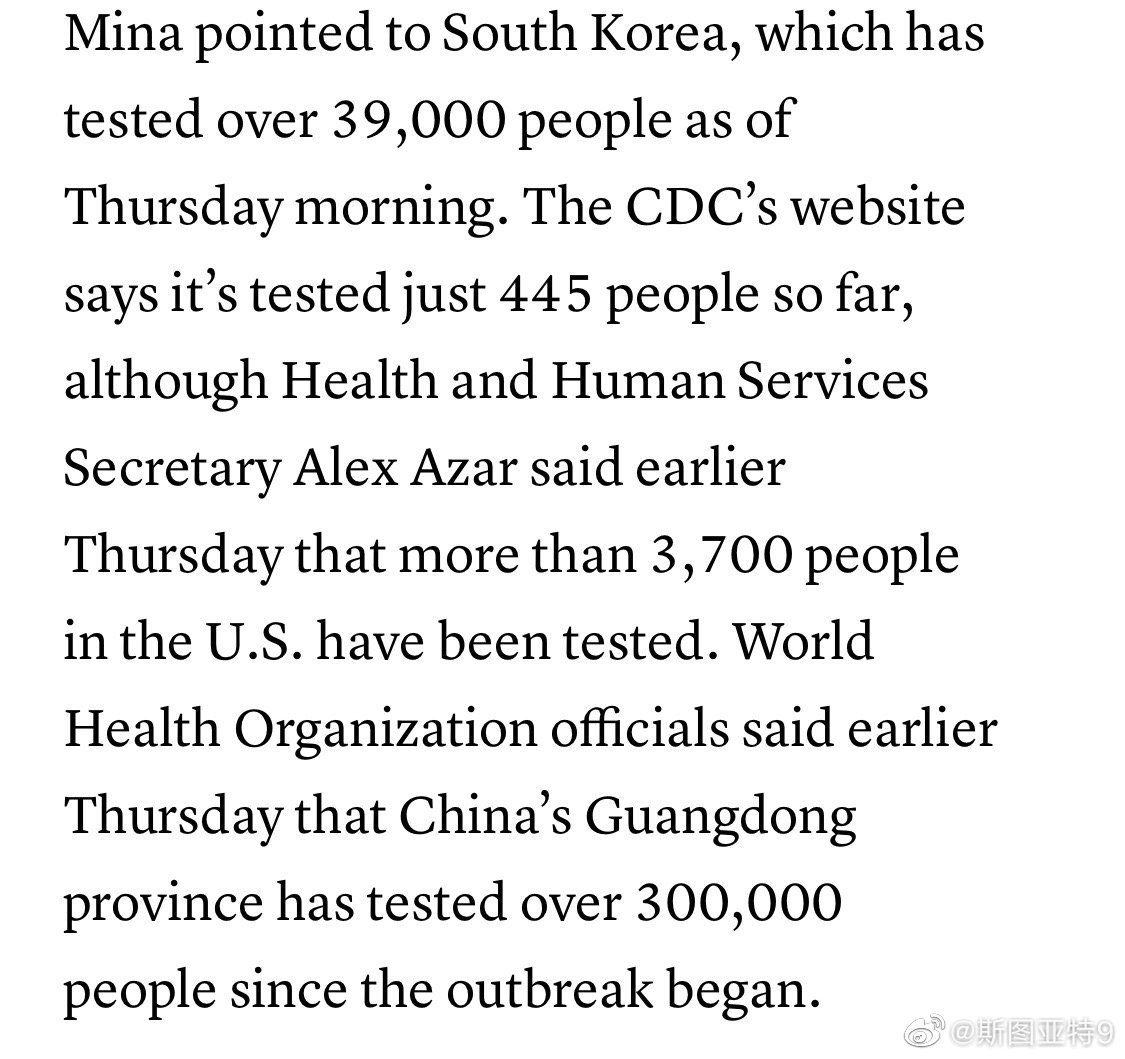 Mina pointed to South Korea, which has
tested over 39,000 people as of
Thursday morning. The CDC’s website
says it’s tested just 445 people so far,
although Health and Human Services
Secretary Alex Azar said earlier
Thursday that more than 3,700 people
in the U.S. have been tested. World
Health Organization officials said earlier
Thursday that China’s Guangdong
province has tested over 300,000
people since the outbreak began.
@斯图亚特9